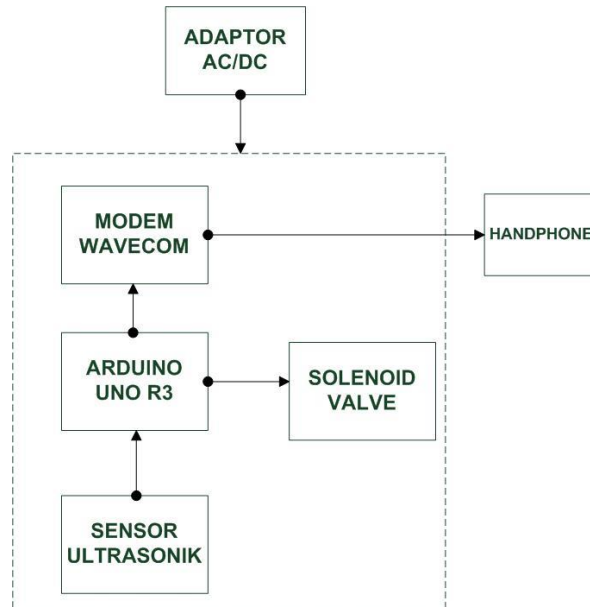 ADAPTOR
AC/DC
MODEM
WAVECOM
HANDPHONE
ARDUINO
UNO R3
SOLENOID
VALVE
SENSOR
ULTRASONIK